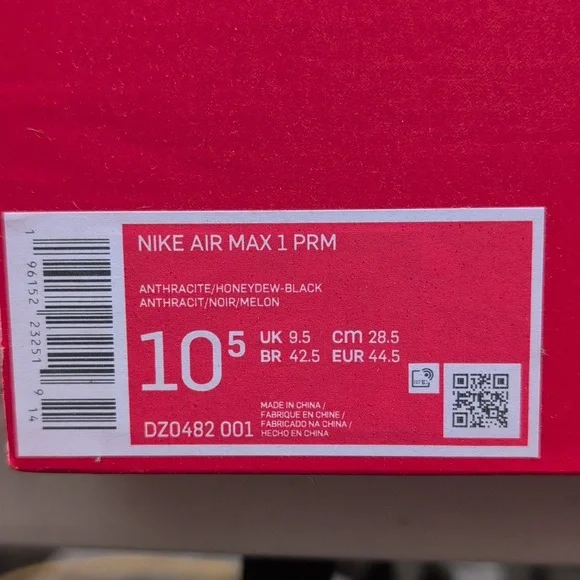 NIKE AIR MAX 1 PRM
ANTHRACITE/HONEYDEW-BLACK
ANTHRACIT/NOIR/MELON
10 5
UK 9.5 cm 28.5
BR 42.5 EUR 44.5
DZ0482 001
MADE IN CHINA /
FABRIQUE EN CHINE /
FABRICADO NA CHINA /
HECHO EN CHINA
1 96152 23251 9 14